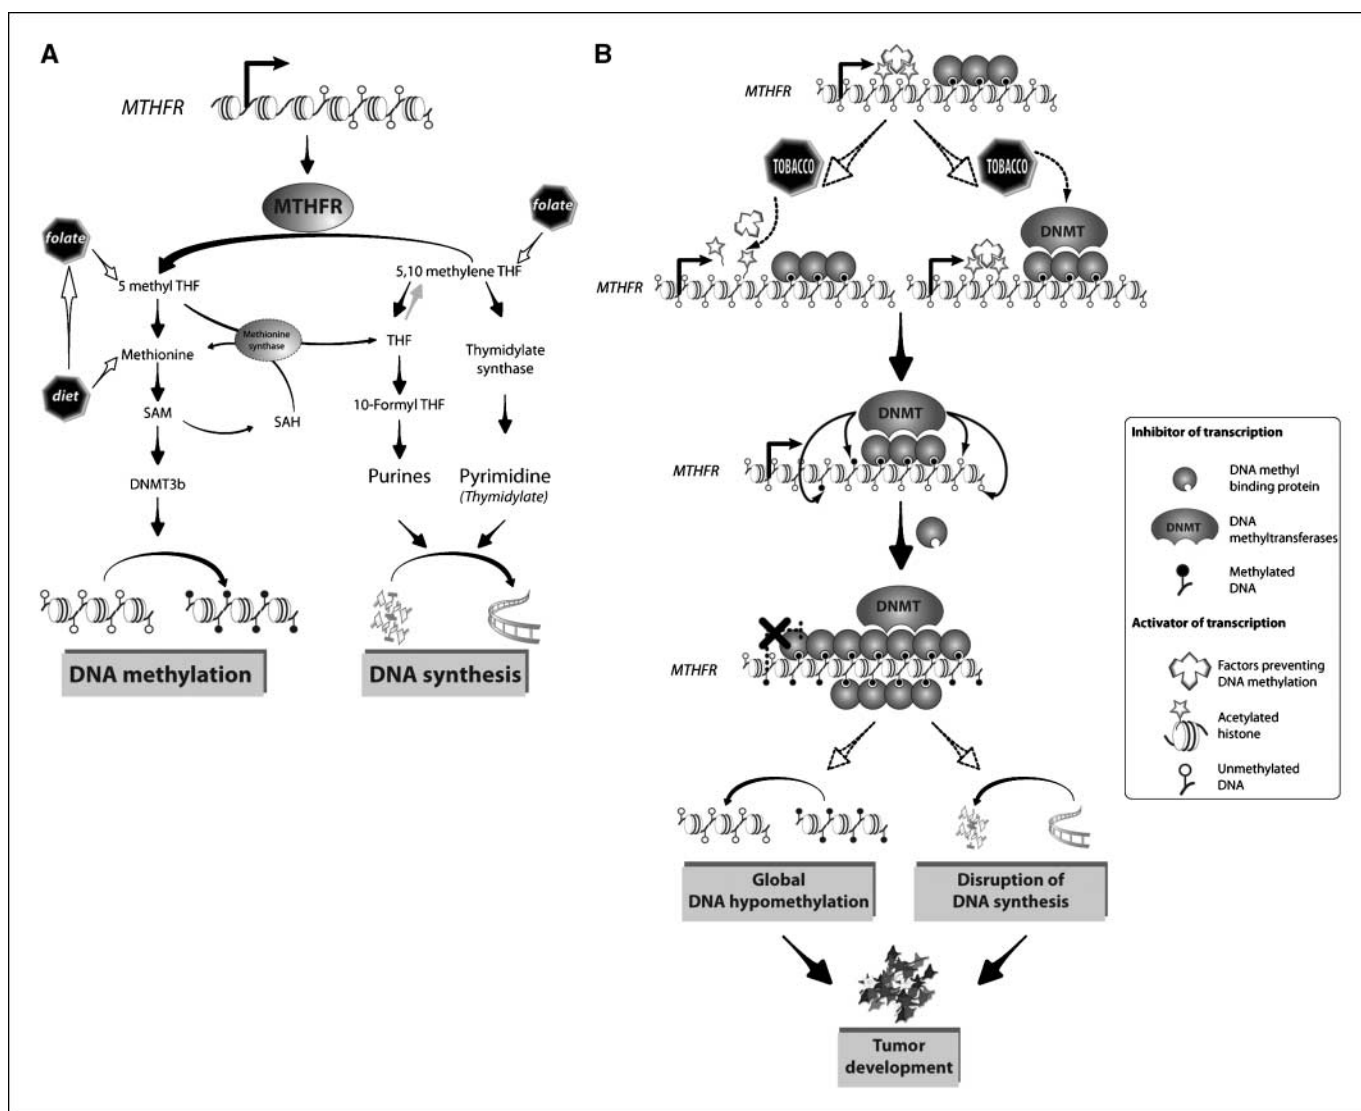 A
MTHFR
MTHFR
folate
folate
5,10 methylene THF
5 methyl THF
Methionine
synthase
THF
Methionine
Thymidylate
synthase
diet
10-Formyl THF
SAM
SAH
Purines
Pyrimidine
(Thymidylate)
DNMT3b
DNA methylation
DNA synthesis
B
MTHFR
TOBACCO
TOBACCO
DNMT
MTHFR
DNMT
MTHFR
DNMT
MTHFR
Global
DNA hypomethylation
Disruption of
DNA synthesis
Tumor
development
Inhibitor of transcription
DNA methyl
binding protein
DNMT
DNA
methyltransferases
Methylated
DNA
Activator of transcription
Factors preventing
DNA methylation
Acetylated
histone
Unmethylated
DNA